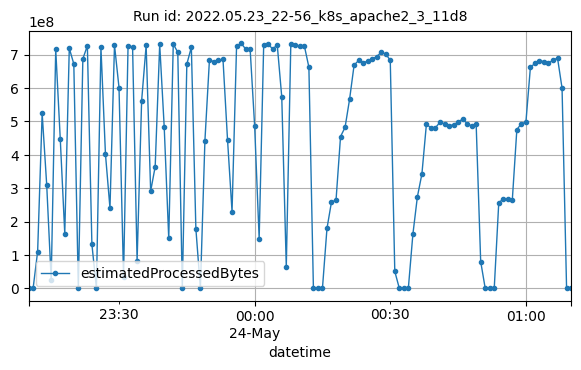 Run id: 2022.05.23_22-56_k8s_apache2_3_11d8
1e8
7
6
5
4
3
2
1
0
estimatedProcessedBytes
23:30
00:00
00:30
01:00
24-May
datetime